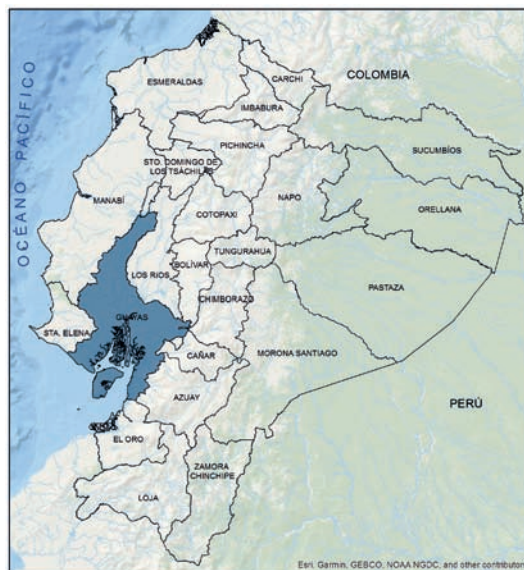 OCÉANO PACÍFICO
ESMERALDAS
CARCHI
COLOMBIA
IMBABURA
PICHINCHA
SUCUMBÍOS
STO. DOMINGO DE
LOS TSÁCHILAS
MANABÍ
NAPO
ORELLANA
COTOPAXI
TUNGURAHUA
BOLÍVAR
LOS RIOS
PASTAZA
CHIMBORAZO
GUAYAS
STA. ELENA
CAÑAR
MORONA SANTIAGO
AZUAY
PERÚ
EL ORO
ZAMORA
CHINCHIPE
LOJA
Esri, Garmin, GEBCO, NOAA NGDC, and other contributor